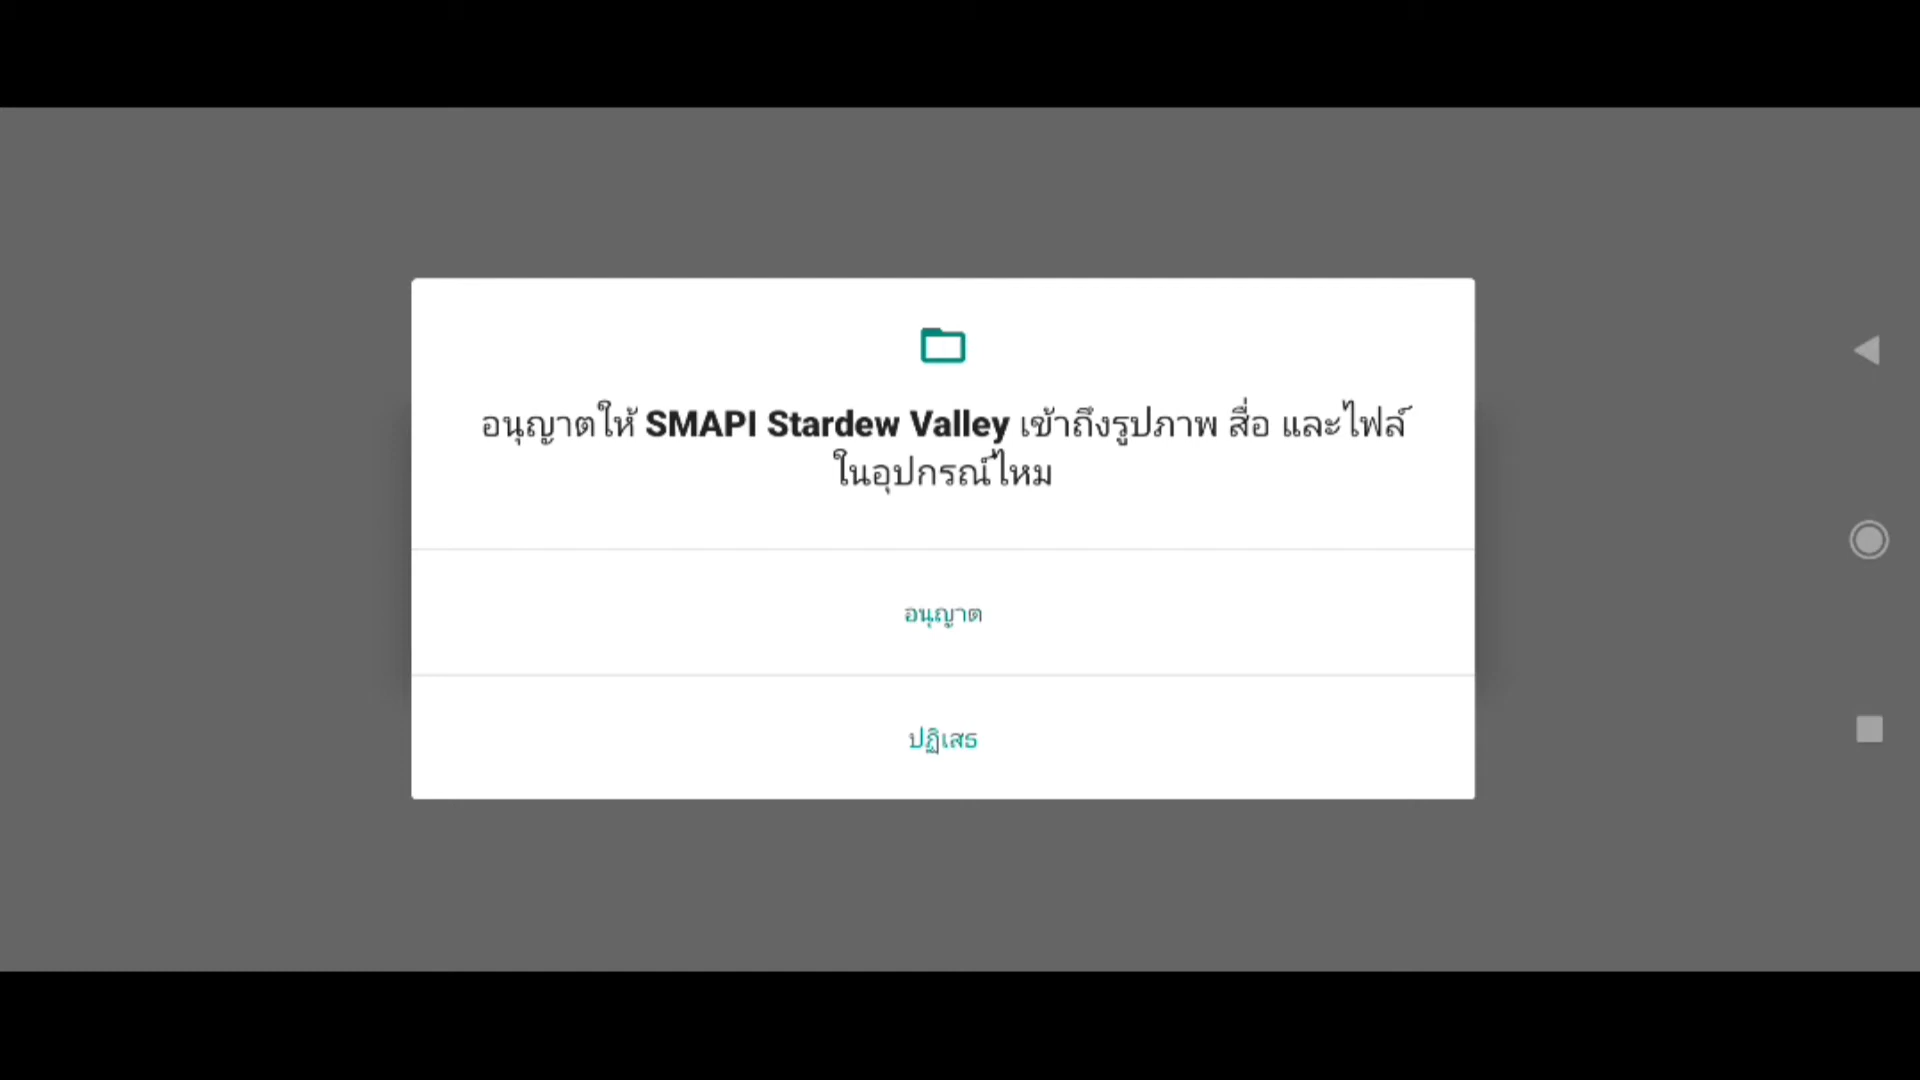 อนุญาตให้ SMAPI Stardew Valley เข้าถึงรูปภาพ สื่อ และไฟล์
ในอุปกรณ์ไหม
อนุญาต
ปฏิเสธ